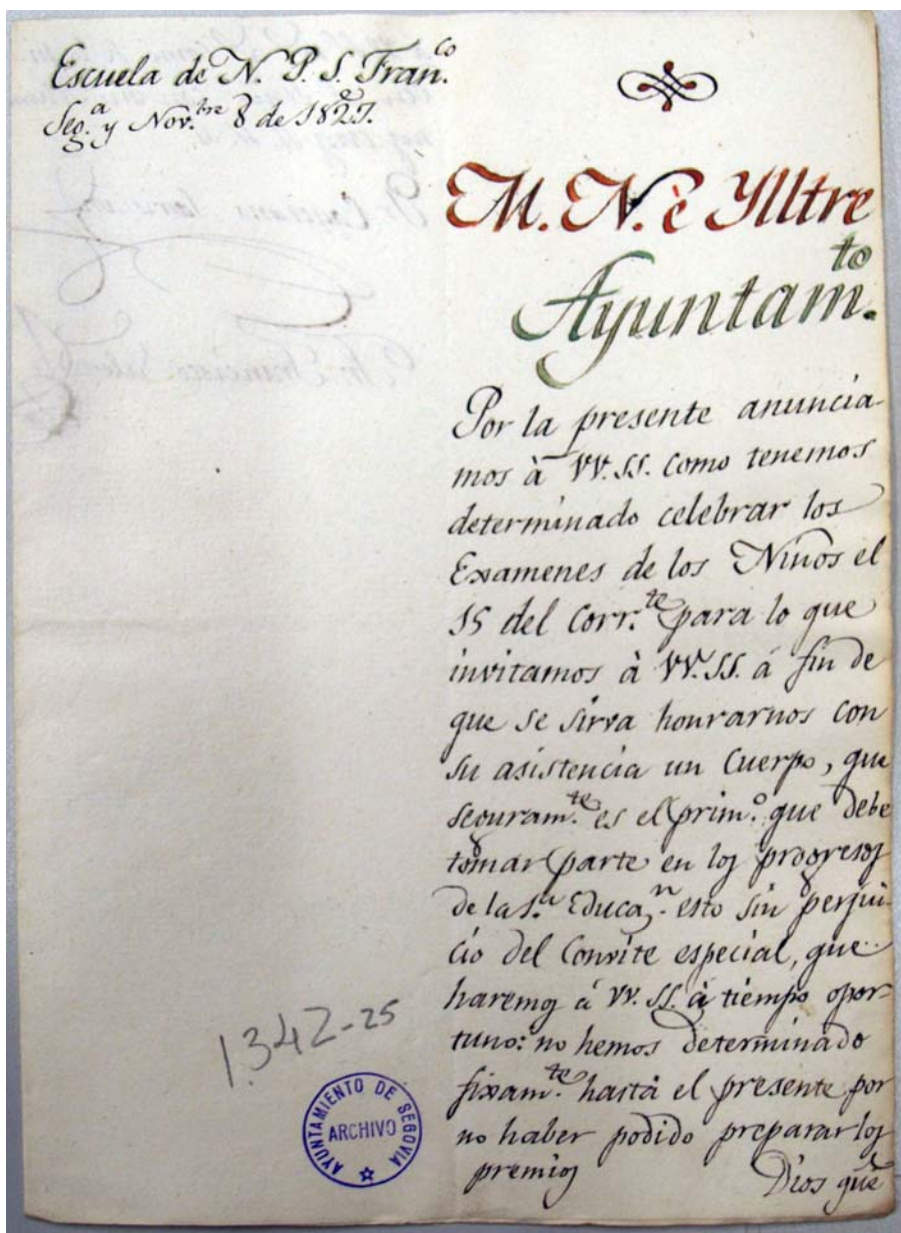 Escuela de N. P. S. Fran.co
Seg.a y Nov.bre 8 de 1827.
M. N. è Ylltre
Ayuntam.to
Por la presente anuncia-
mos à VV. SS. como tenemos
determinado celebrar los
Examenes de los Niños el
15 del Corr.te para lo que
invitamos à VV. SS. á fin de
que se sirva honrarnos con
su asistencia un Cuerpo, que
seguram.te es el prim.o que debe
tomar parte en los progresos
de la Educa.n esto sin perjui-
cio del Convite especial, que
haremos á VV. SS. à tiempo opor-
tuno: no hemos determinado
fixam.te hasta el presente por
no haber podido preparar los
premios
Dios güe
1.342-25
AYUNTAMIENTO DE SEGOVIA
ARCHIVO